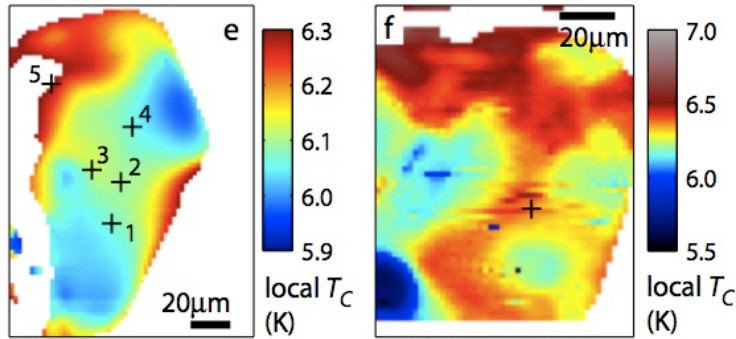 e
5
4
3
2
1
20μm
6.3
6.2
6.1
6.0
5.9
local T_C
(K)
f
20μm
7.0
6.5
6.0
5.5
local T_C
(K)